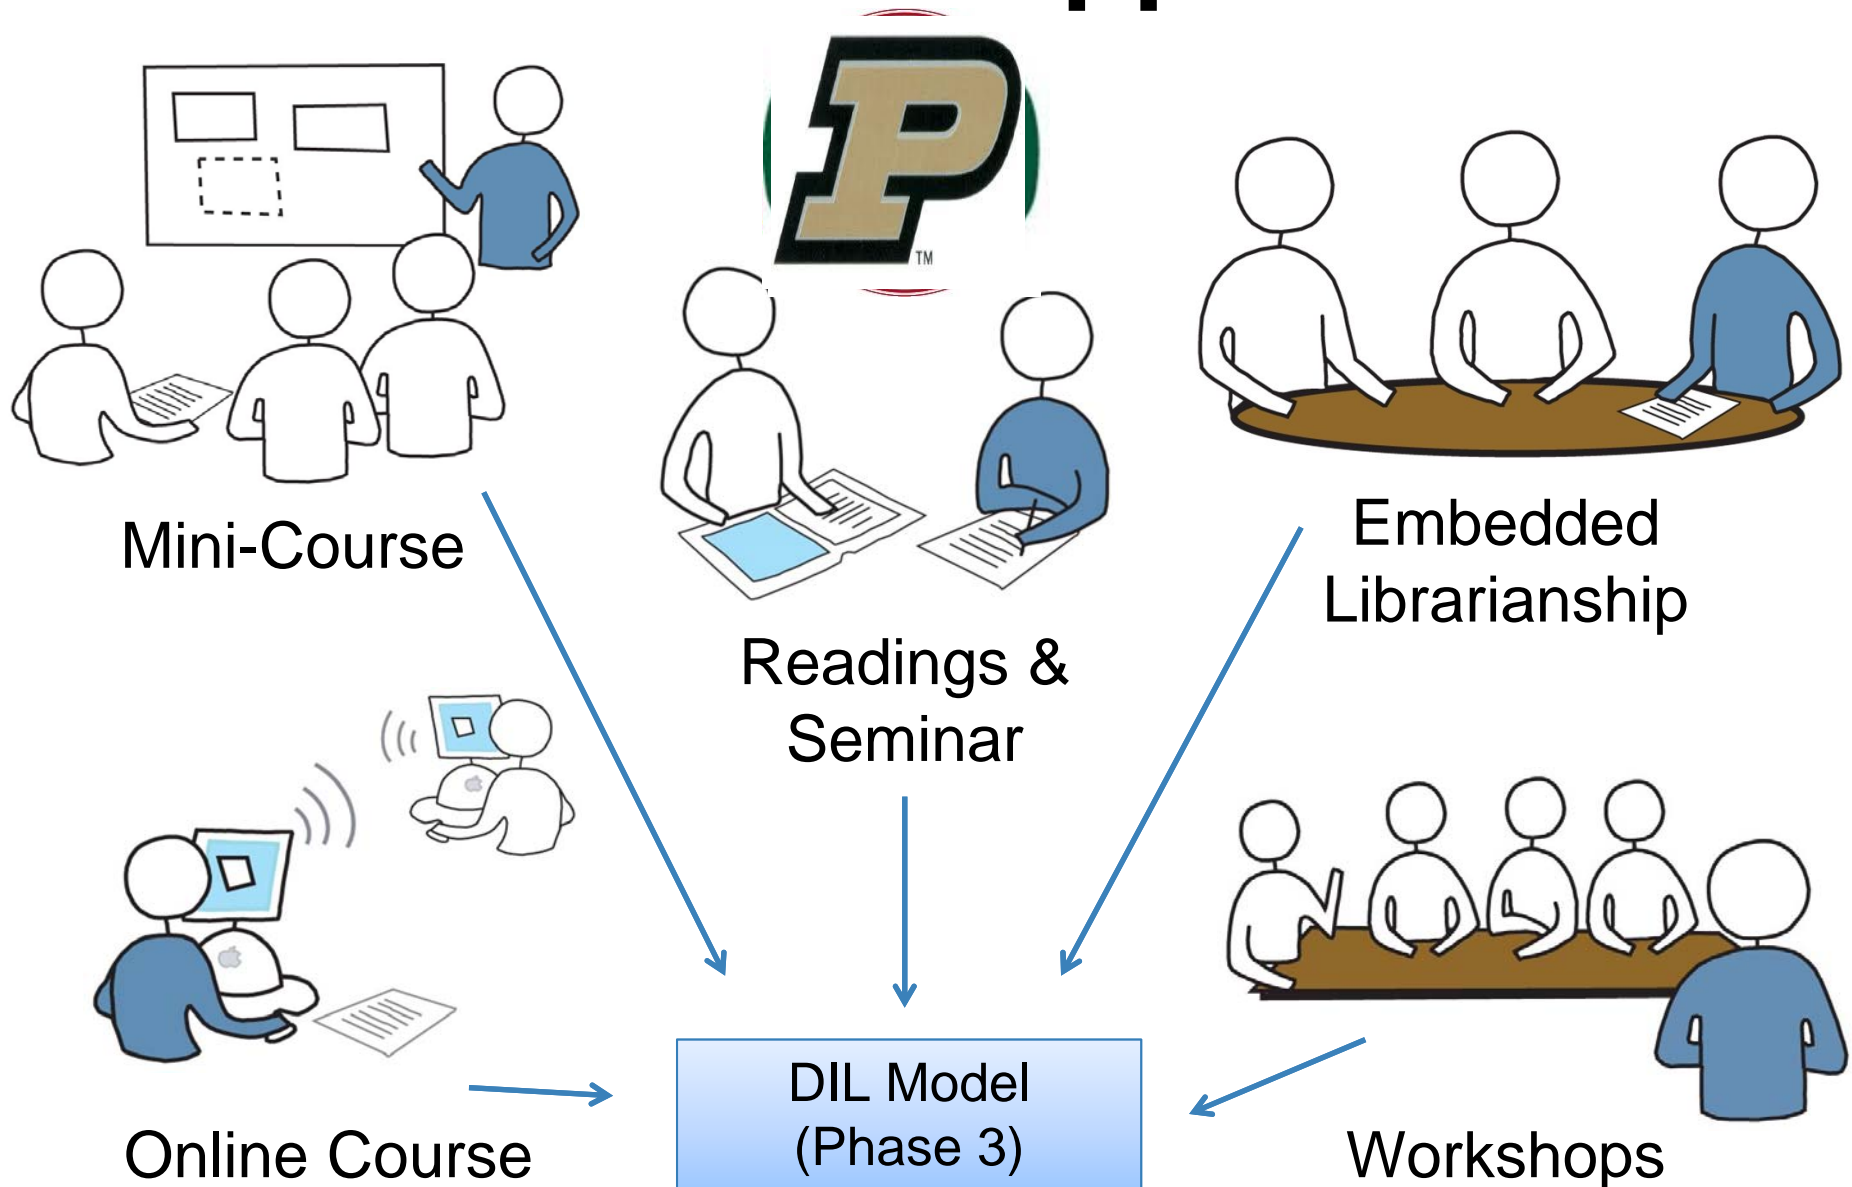 P
TM
Mini-Course
Embedded
Librarianship
Readings &
Seminar
DIL Model
(Phase 3)
Online Course
Workshops